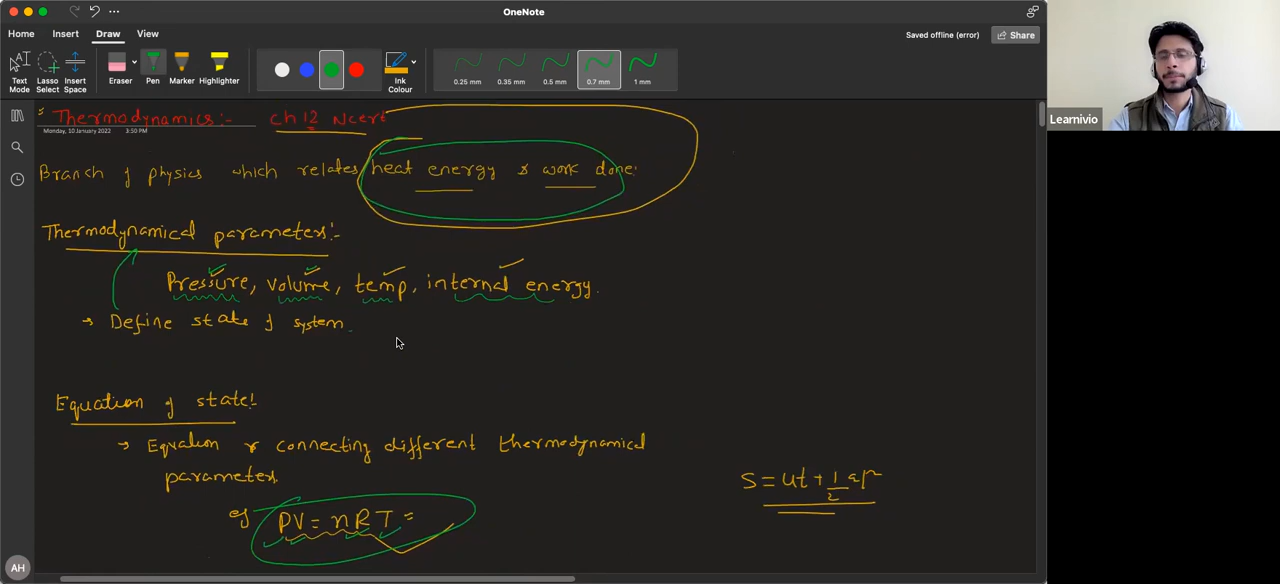 OneNote
Home Insert Draw View
Saved offline (error) Share
Text Mode Lasso Select Insert Space Eraser Pen Marker Highlighter Ink Colour 0.25 mm 0.35 mm 0.5 mm 0.7 mm 1 mm
Thermodynamics:- Ch 12 Ncert
Monday, 10 January 2022 3:50 PM
Learnivio
Branch of physics which relates heat energy & work done.
Thermodynamical parameters:-
Pressure, volume, temp, internal energy.
→ Define state of system.
Equation of state:-
→ Equation r connecting different thermodynamical
parameters
eg PV = nRT =
S = ut + 1/2 at²
AH